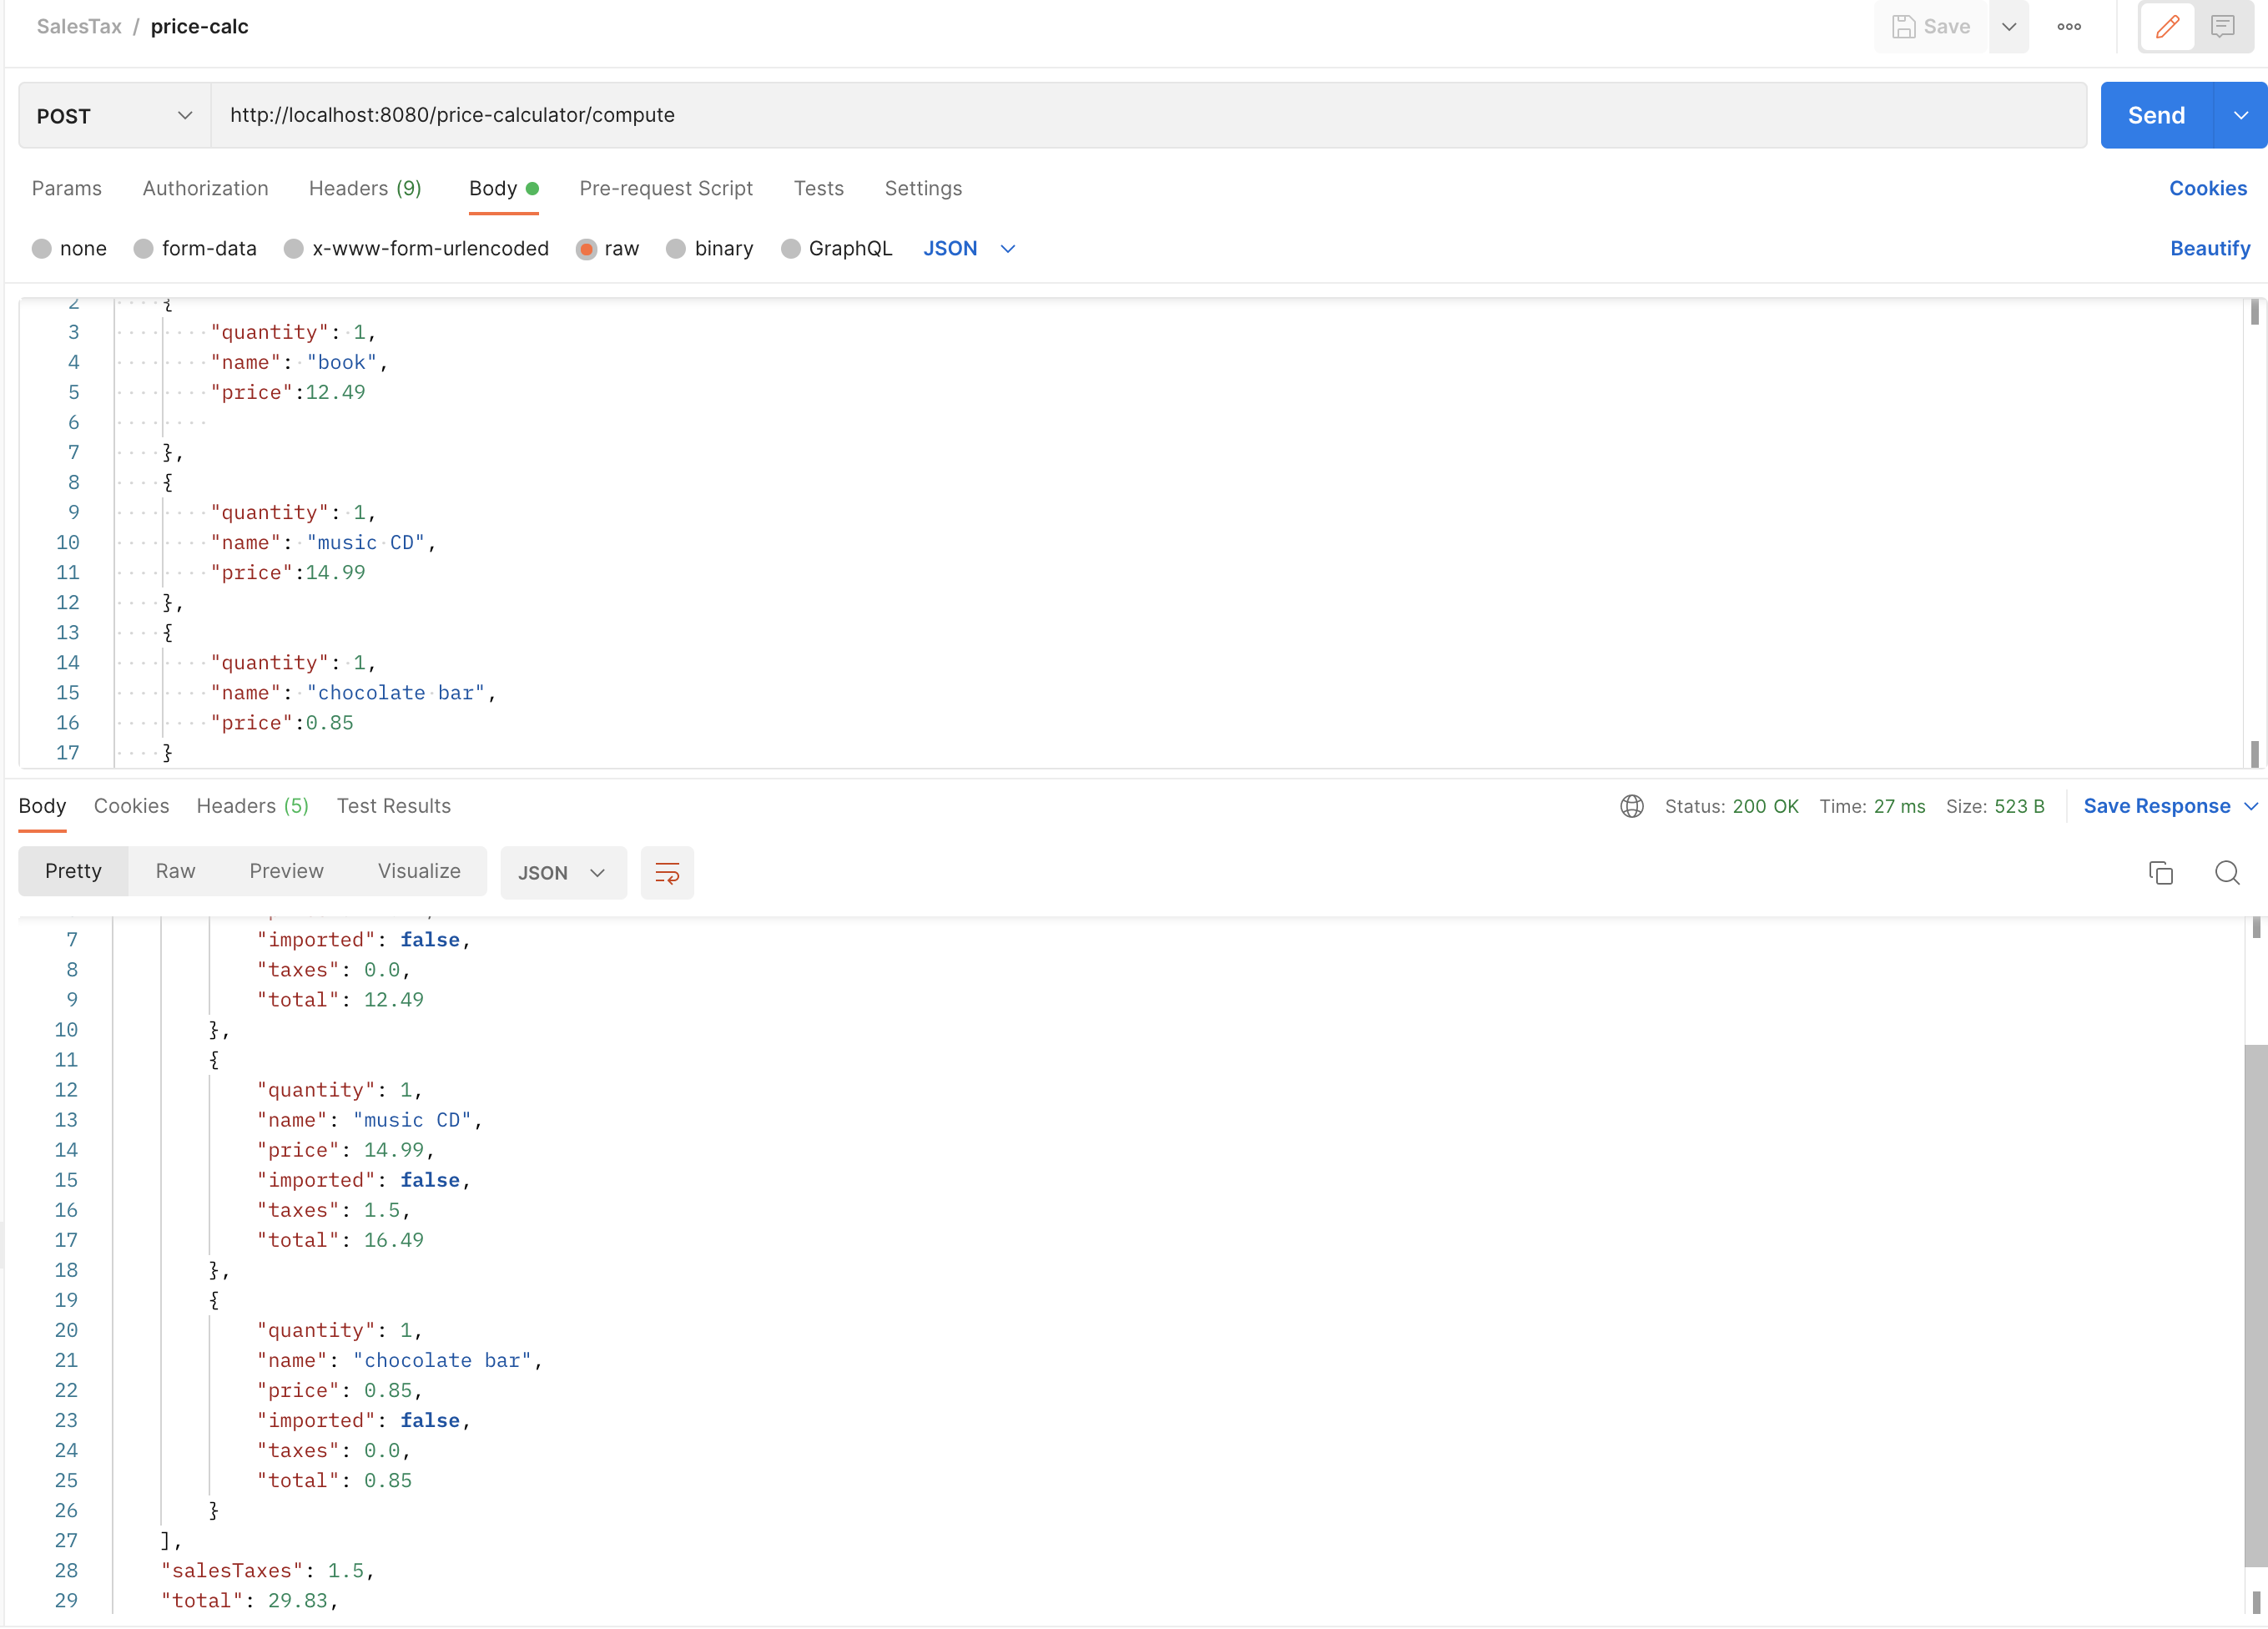 SalesTax / price-calc
Save
POST
http://localhost:8080/price-calculator/compute
Send
Params Authorization Headers (9) Body Pre-request Script Tests Settings
Cookies
none form-data x-www-form-urlencoded raw binary GraphQL JSON
Beautify
2 {
3 "quantity": 1,
4 "name": "book",
5 "price":12.49
6
7 },
8 {
9 "quantity": 1,
10 "name": "music CD",
11 "price":14.99
12 },
13 {
14 "quantity": 1,
15 "name": "chocolate bar",
16 "price":0.85
17 }
Body Cookies Headers (5) Test Results
Status: 200 OK Time: 27 ms Size: 523 B Save Response
Pretty Raw Preview Visualize JSON
7 "imported": false,
8 "taxes": 0.0,
9 "total": 12.49
10 },
11 {
12 "quantity": 1,
13 "name": "music CD",
14 "price": 14.99,
15 "imported": false,
16 "taxes": 1.5,
17 "total": 16.49
18 },
19 {
20 "quantity": 1,
21 "name": "chocolate bar",
22 "price": 0.85,
23 "imported": false,
24 "taxes": 0.0,
25 "total": 0.85
26 }
27 ],
28 "salesTaxes": 1.5,
29 "total": 29.83,